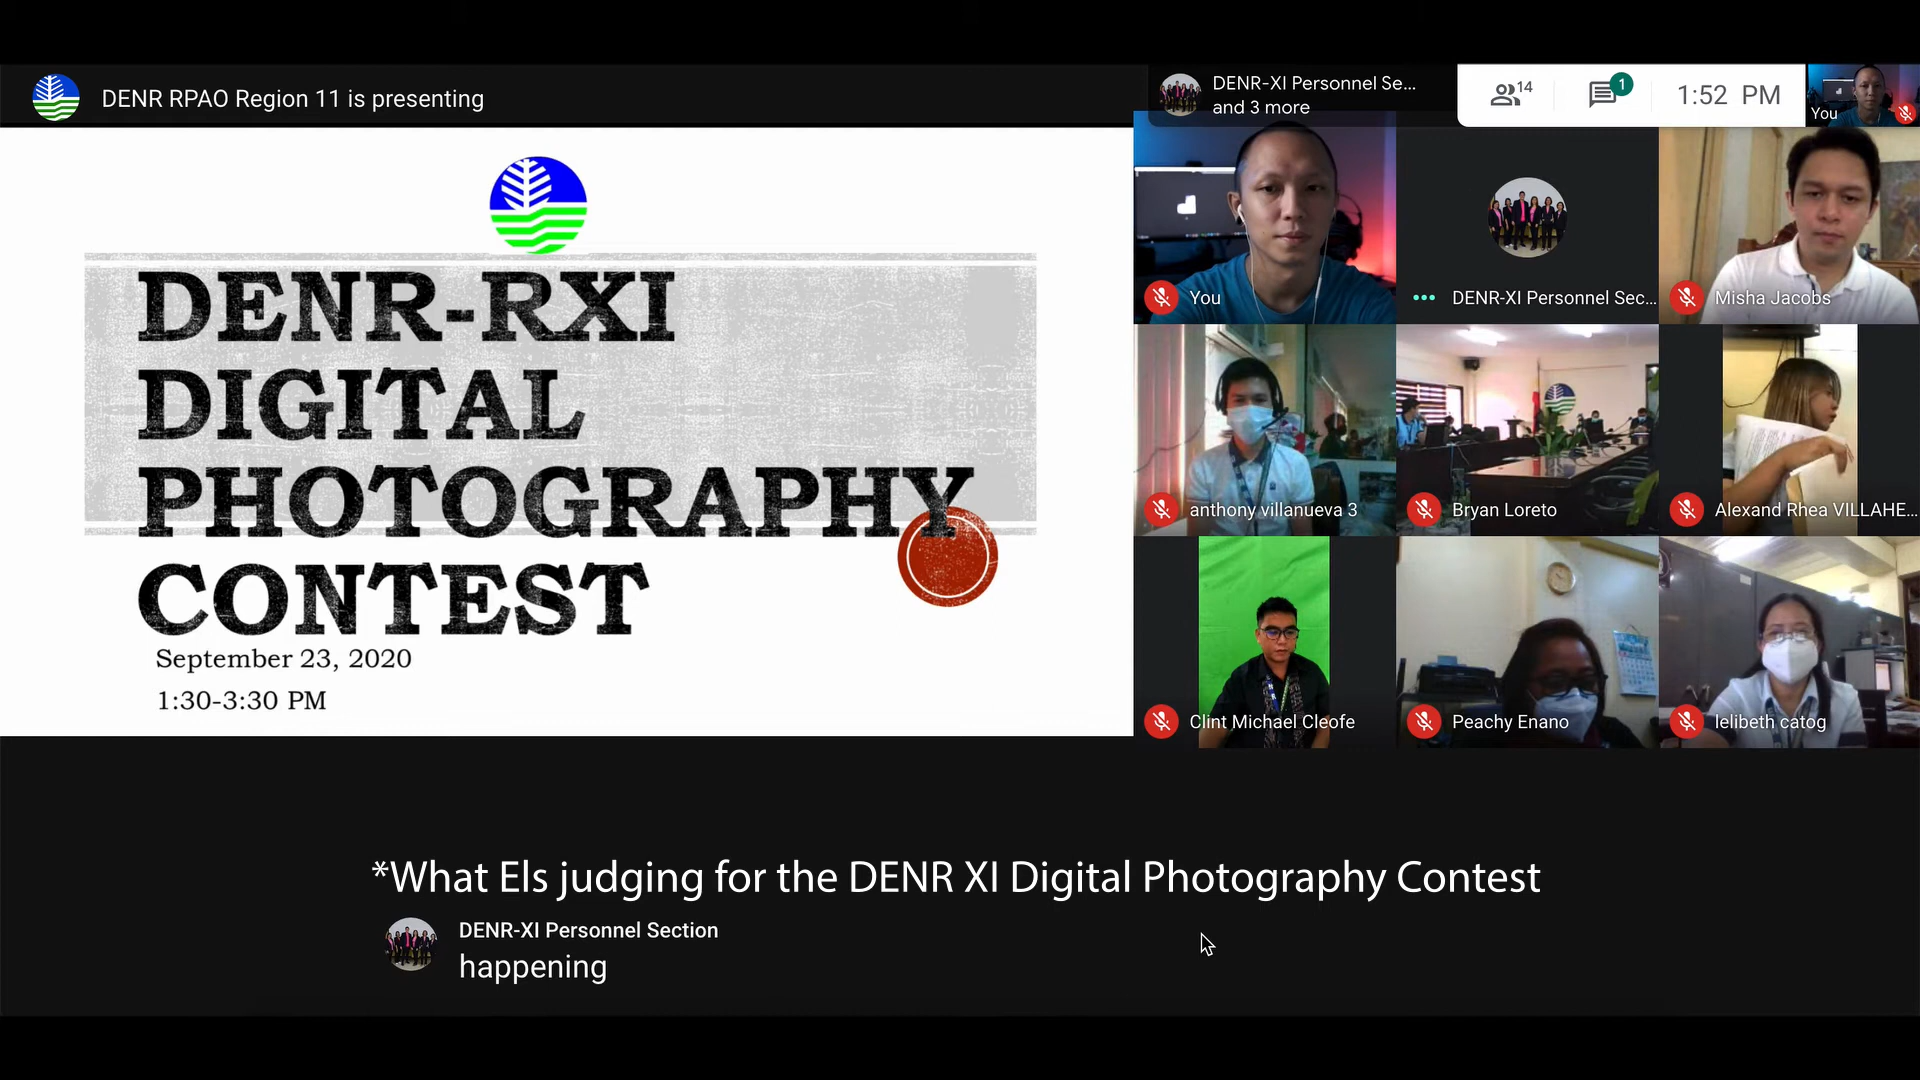 DENR RPAO Region 11 is presenting
DENR-XI Personnel Se...
and 3 more
14
1
1:52 PM
You
DENR-RXI
DIGITAL
PHOTOGRAPHY
CONTEST
September 23, 2020
1:30-3:30 PM
You
DENR-XI Personnel Sec...
Misha Jacobs
anthony villanueva 3
Bryan Loreto
Alexand Rhea VILLAHE...
Clint Michael Cleofe
Peachy Enano
lelibeth catog
*What Els judging for the DENR XI Digital Photography Contest
DENR-XI Personnel Section
happening